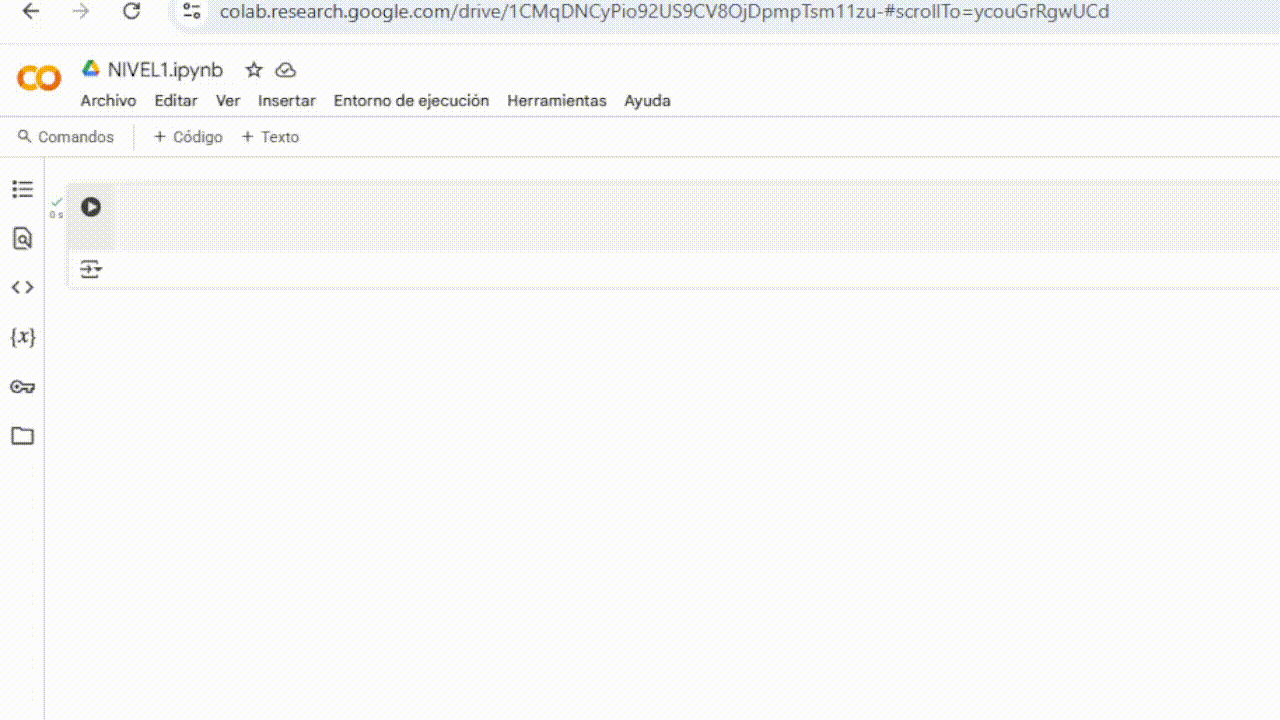 colab.research.google.com/drive/1CMqDNCyPio92US9CV8OjDpmpTsm11zu-#scrollTo=ycouGrRgwUCd
CO NIVEL1.ipynb
Archivo Editar Ver Insertar Entorno de ejecución Herramientas Ayuda
Comandos + Código + Texto
0 s
{x}